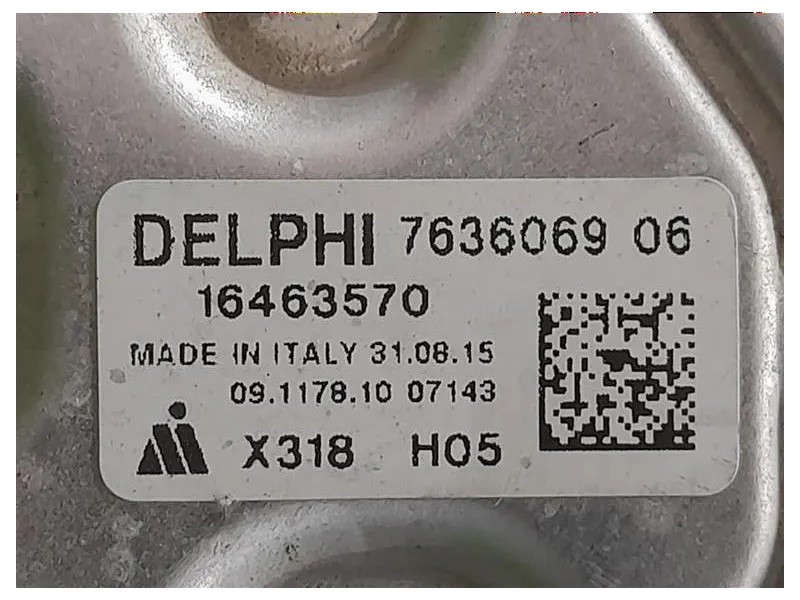 DELPHI 7636069 06
16463570
MADE IN ITALY 31.08.15
09.1178.10 07143
X318 H05